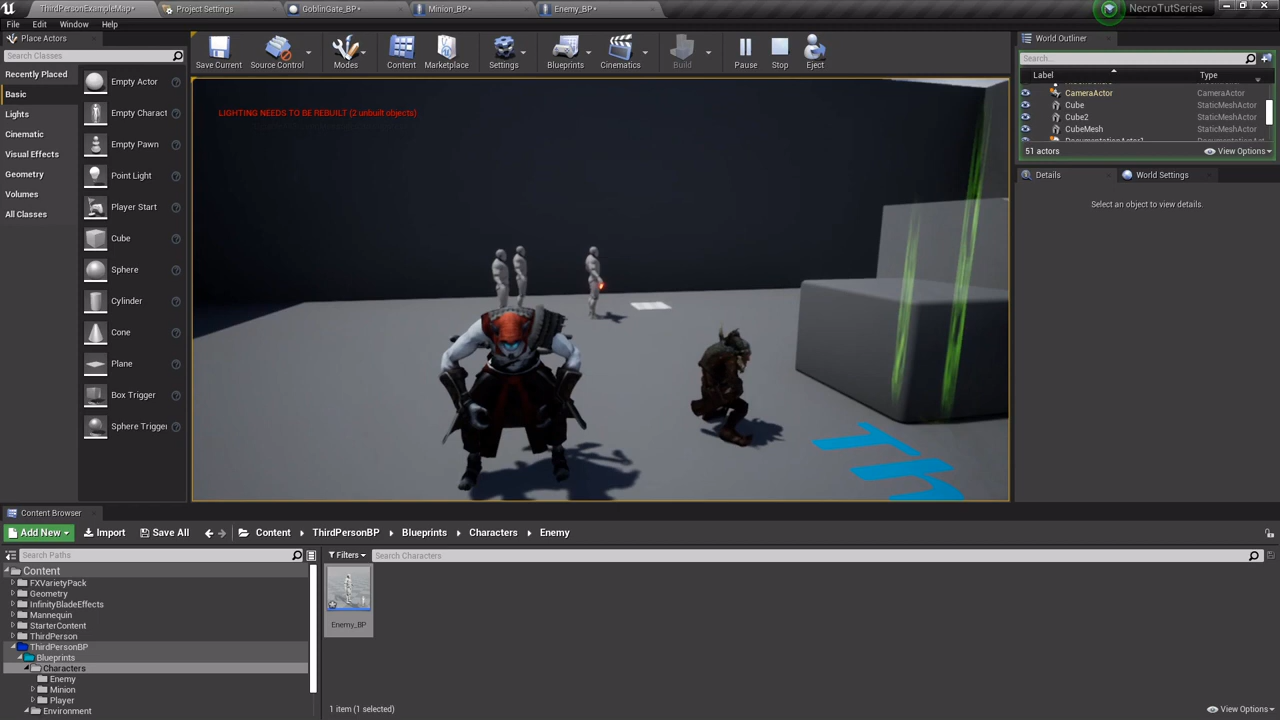 ThirdPersonExampleMap*
Project Settings
GoblinGate_BP*
Minion_BP*
Enemy_BP*
NecroTutSeries
File
Edit
Window
Help
Place Actors
Search Classes
Recently Placed
Basic
Lights
Cinematic
Visual Effects
Geometry
Volumes
All Classes
Empty Actor
Empty Charact
Empty Pawn
Point Light
Player Start
Cube
Sphere
Cylinder
Cone
Plane
Box Trigger
Sphere Trigge
Save Current
Source Control
Modes
Content
Marketplace
Settings
Blueprints
Cinematics
Build
Pause
Stop
Eject
LIGHTING NEEDS TO BE REBUILT (2 unbuilt objects)
Th
World Outliner
Search...
Label
Type
CameraActor
CameraActor
Cube
StaticMeshActor
Cube2
StaticMeshActor
CubeMesh
StaticMeshActor
51 actors
View Options
Details
World Settings
Select an object to view details.
Content Browser
Add New
Import
Save All
Content
ThirdPersonBP
Blueprints
Characters
Enemy
Search Paths
Filters
Search Characters
Content
FXVarietyPack
Geometry
InfinityBladeEffects
Mannequin
StarterContent
ThirdPerson
ThirdPersonBP
Blueprints
Characters
Enemy
Minion
Player
Environment
Enemy_BP
1 item (1 selected)
View Options